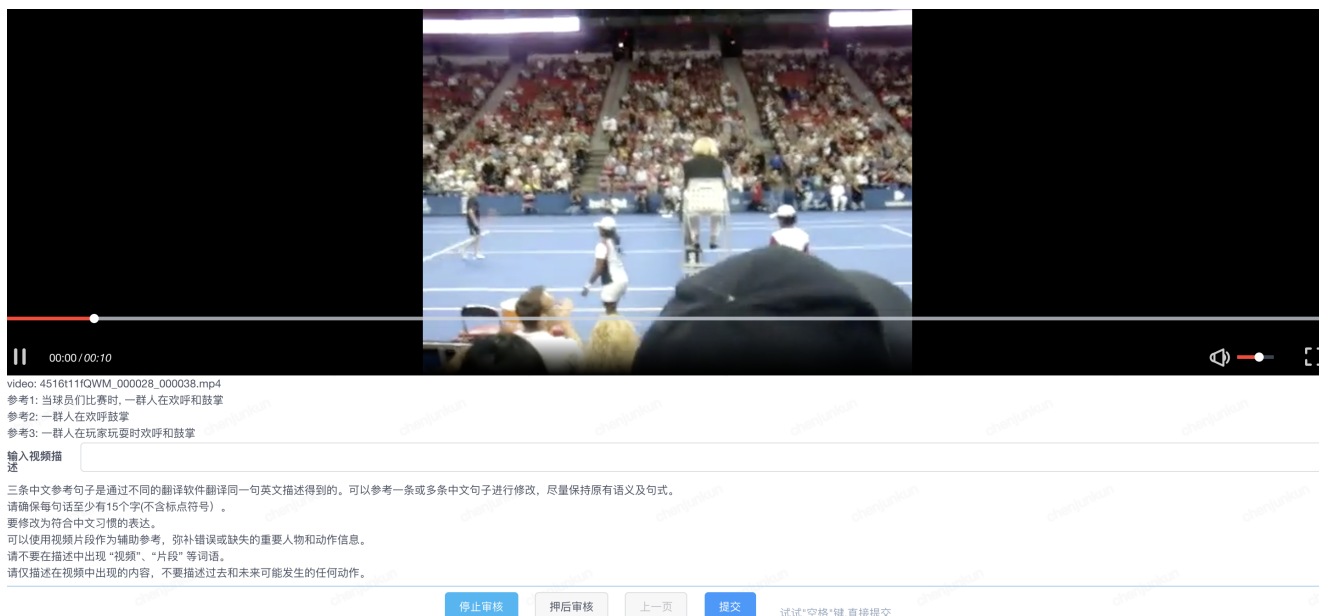 00:00 / 00:10
video: 4516t11fQWM_000028_000038.mp4
参考1: 当球员们比赛时, 一群人在欢呼和鼓掌
参考2: 一群人在欢呼鼓掌
参考3: 一群人在玩家玩耍时欢呼和鼓掌
输入视频描述
三条中文参考句子是通过不同的翻译软件翻译同一句英文描述得到的。可以参考一条或多条中文句子进行修改，尽量保持原有语义及句式。
请确保每句话至少有15个字(不含标点符号）。
要修改为符合中文习惯的表达。
可以使用视频片段作为辅助参考，弥补错误或缺失的重要人物和动作信息。
请不要在描述中出现 “视频”、“片段” 等词语。
请仅描述在视频中出现的内容，不要描述过去和未来可能发生的任何动作。
停止审核 押后审核 上一页 提交 试试"空格"键 直接提交